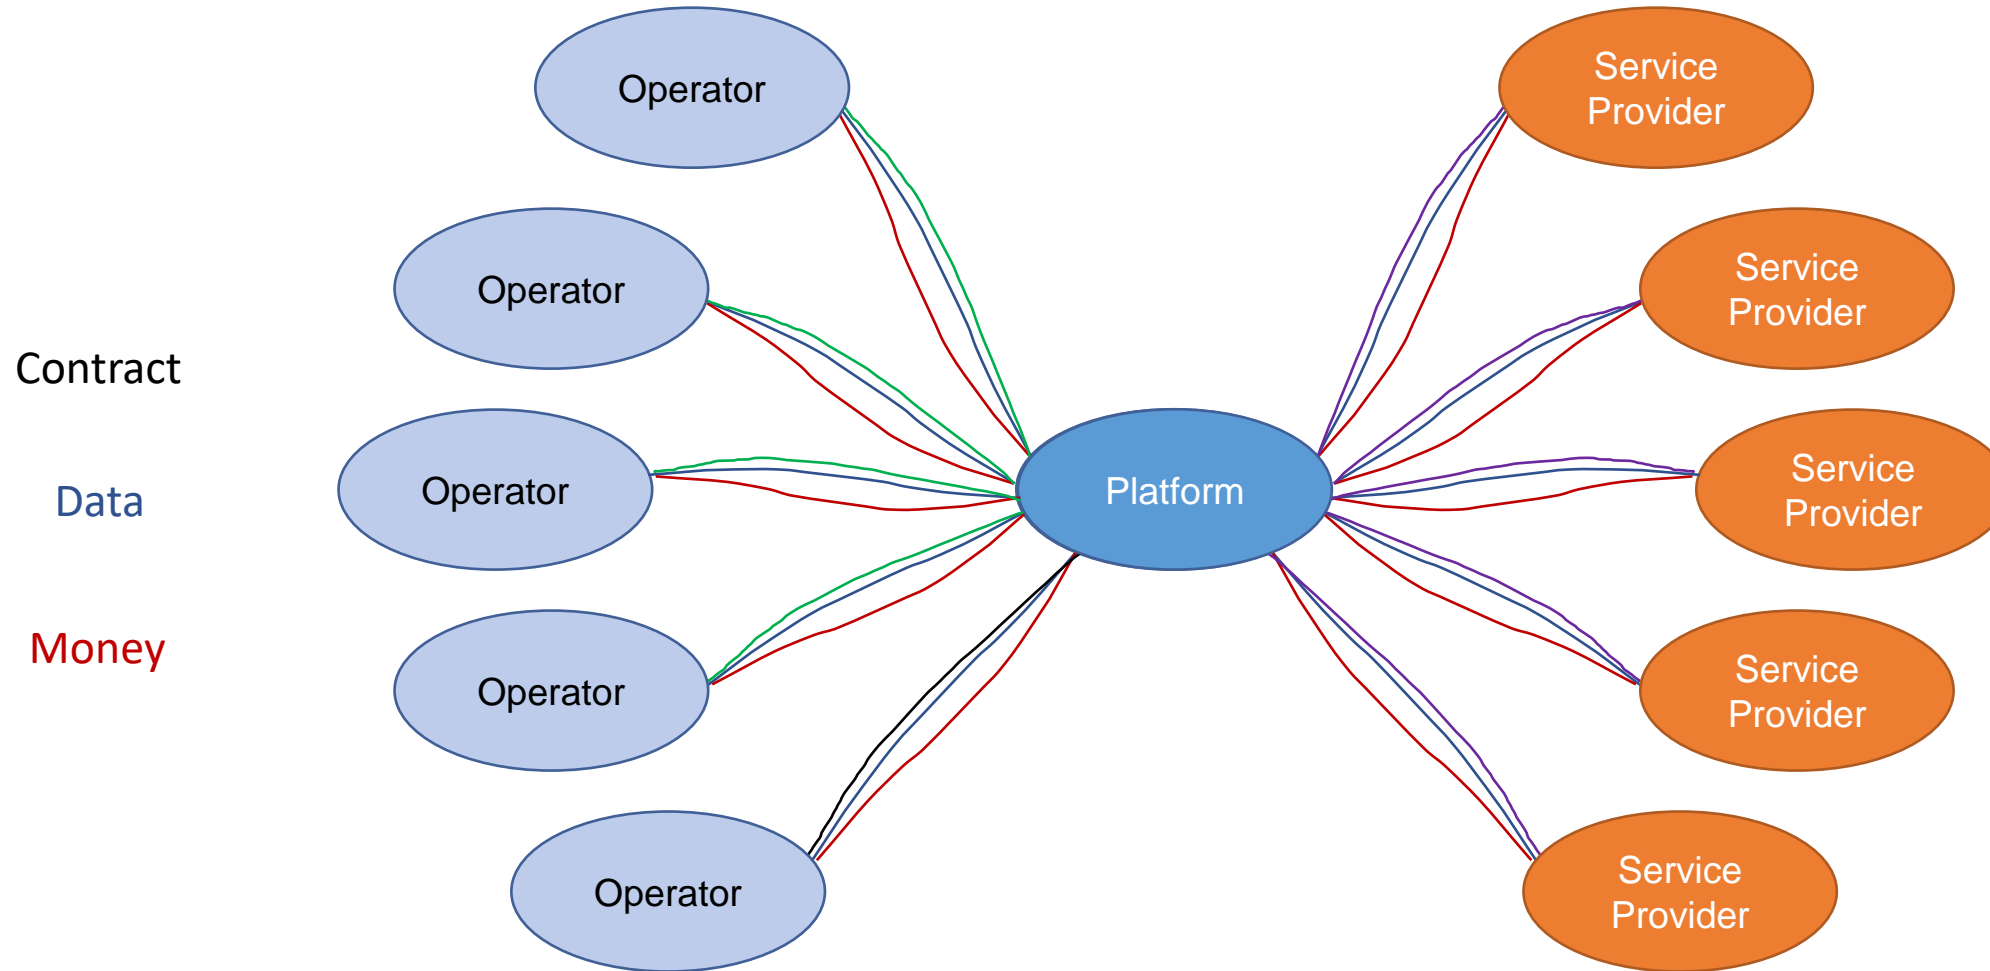 Operator
Service
Provider
Operator
Service
Provider
Contract
Operator
Platform
Service
Provider
Data
Money
Operator
Service
Provider
Operator
Service
Provider